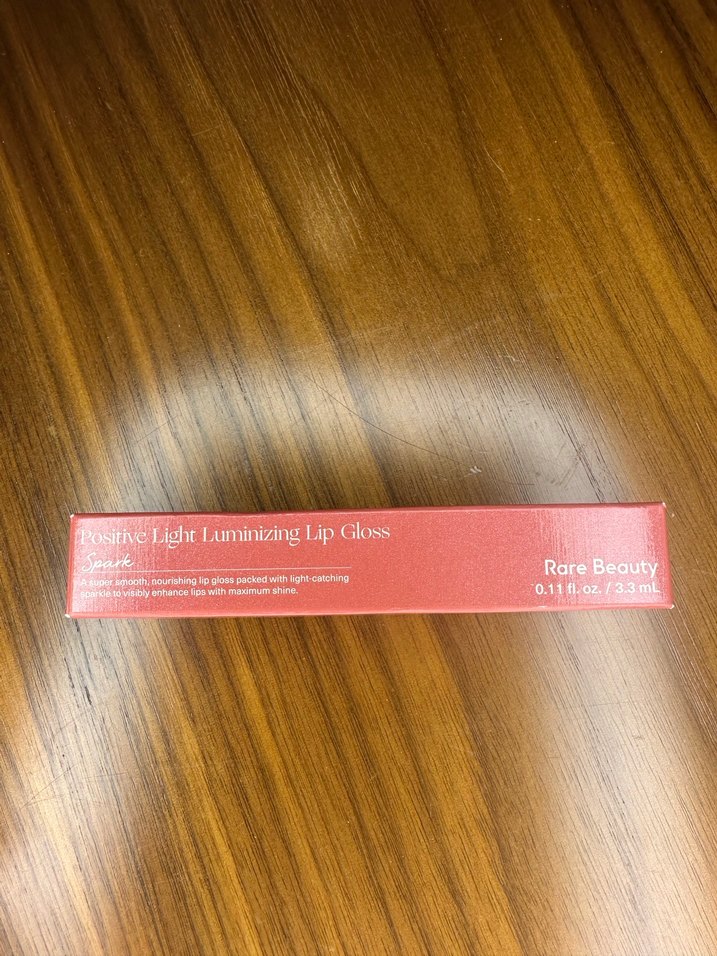 Positive Light Luminizing Lip Gloss
Spark
A super smooth, nourishing lip gloss packed with light-catching
sparkle to visibly enhance lips with maximum shine.
Rare Beauty
0.11 fl. oz. / 3.3 mL